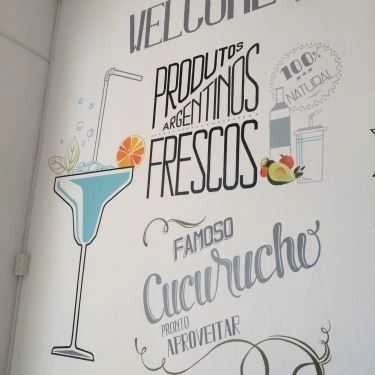 WELCOME
PRODUTOS
ARGENTINOS
FRESCOS
100%
NATURAL
FAMOSO
Cucurucho
PRONTO
APROVEITAR